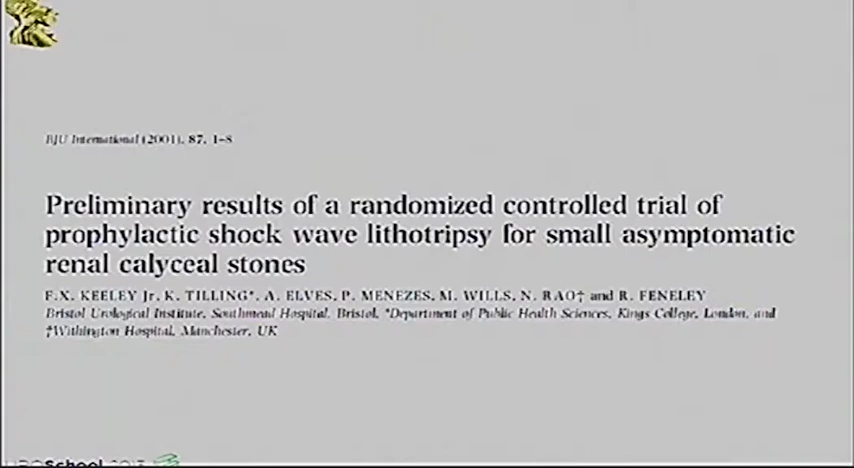 BJU International (2001), 87, 1–8
Preliminary results of a randomized controlled trial of
prophylactic shock wave lithotripsy for small asymptomatic
renal calyceal stones
F.X. KEELEY Jr, K. TILLING*, A. ELVES, P. MENEZES, M. WILLS, N. RAO† and R. FENELEY
Bristol Urological Institute, Southmead Hospital, Bristol, *Department of Public Health Sciences, Kings College, London, and
†Withington Hospital, Manchester, UK
School